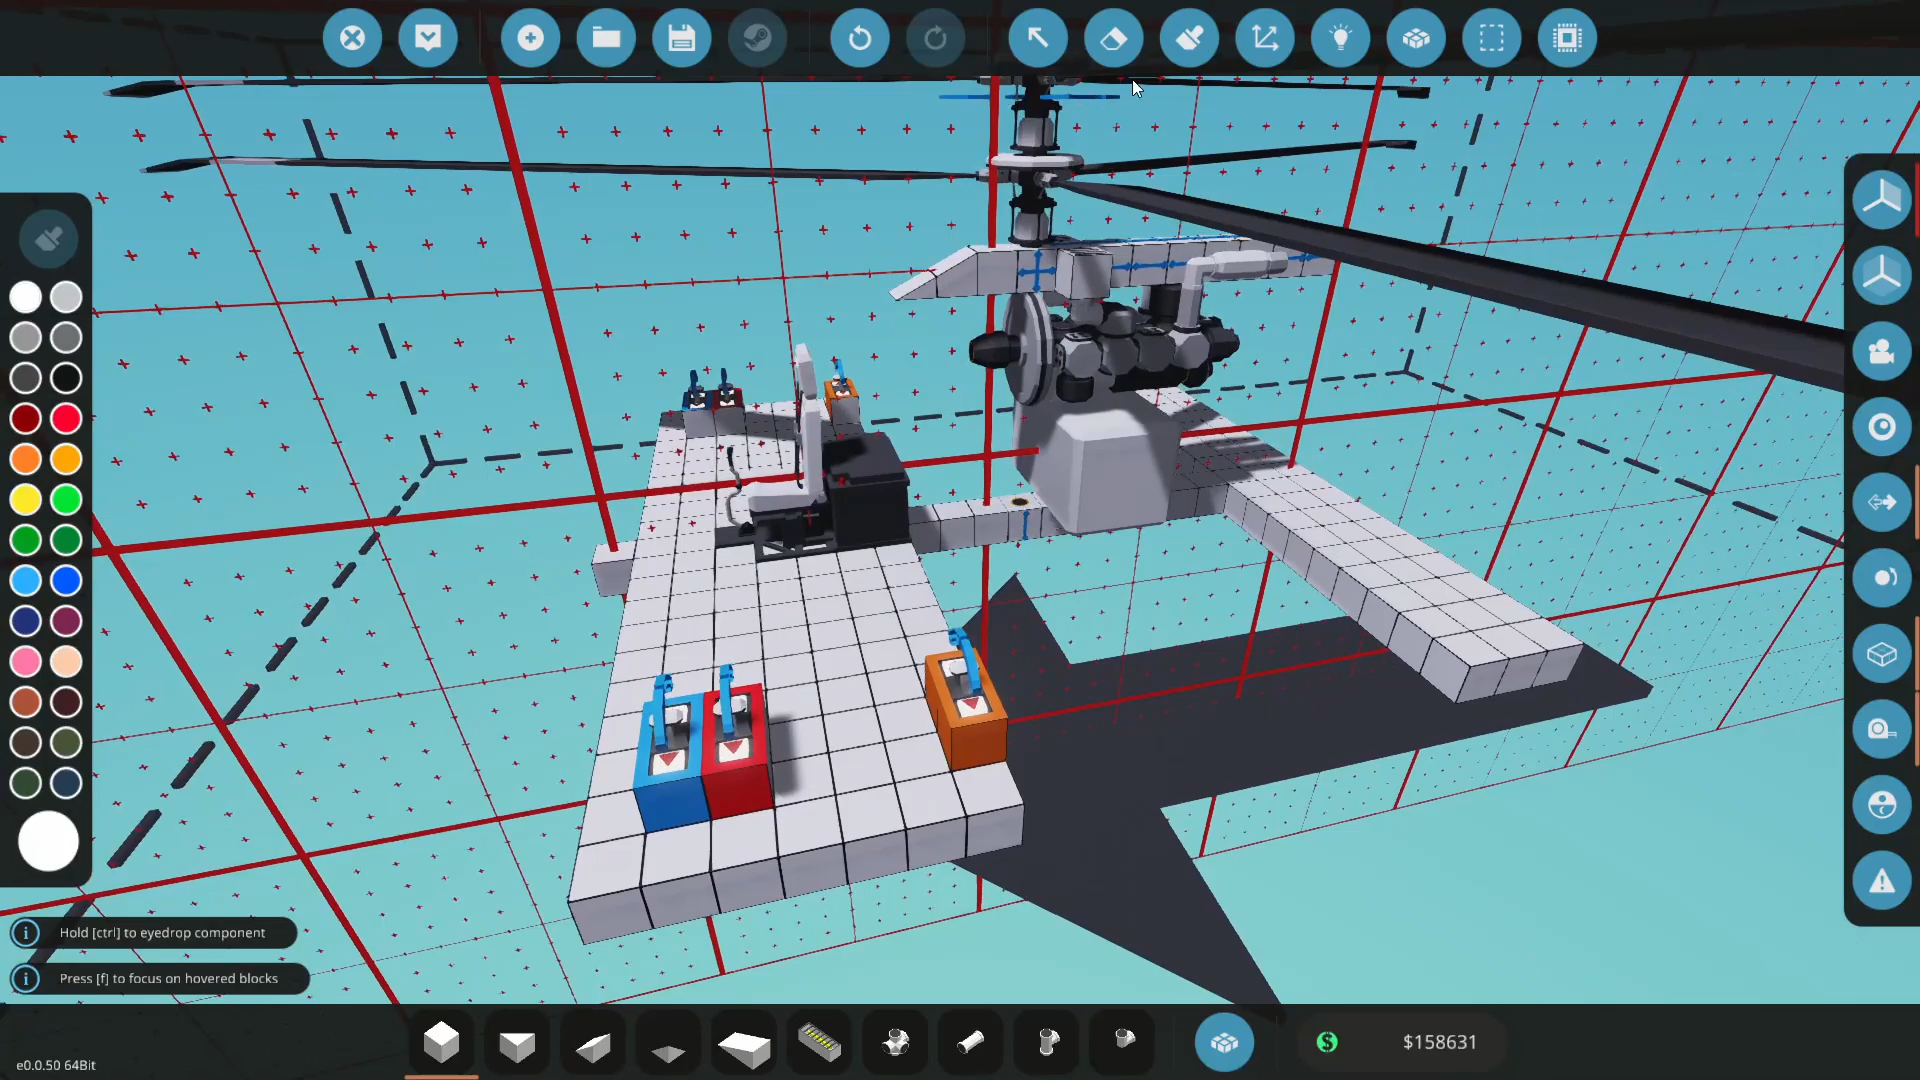 Hold [ctrl] to eyedrop component
Press [f] to focus on hovered blocks
e0.0.50 64Bit
$ $158631